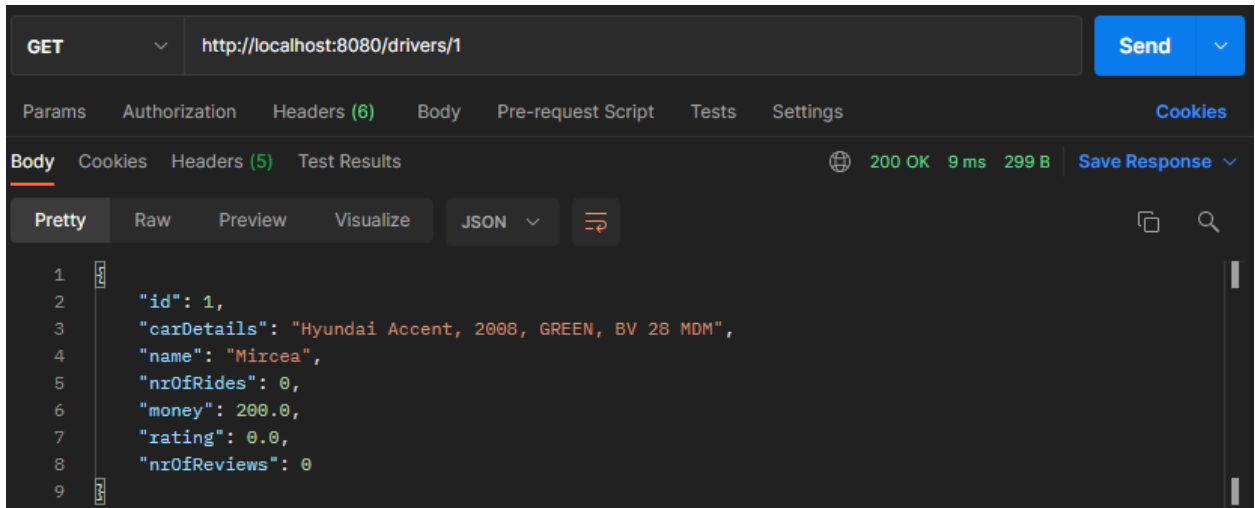 GET http://localhost:8080/drivers/1 Send
Params Authorization Headers (6) Body Pre-request Script Tests Settings Cookies
Body Cookies Headers (5) Test Results 200 OK 9 ms 299 B Save Response
Pretty Raw Preview Visualize JSON
1 {
2 "id": 1,
3 "carDetails": "Hyundai Accent, 2008, GREEN, BV 28 MDM",
4 "name": "Mircea",
5 "nrOfRides": 0,
6 "money": 200.0,
7 "rating": 0.0,
8 "nrOfReviews": 0
9 }